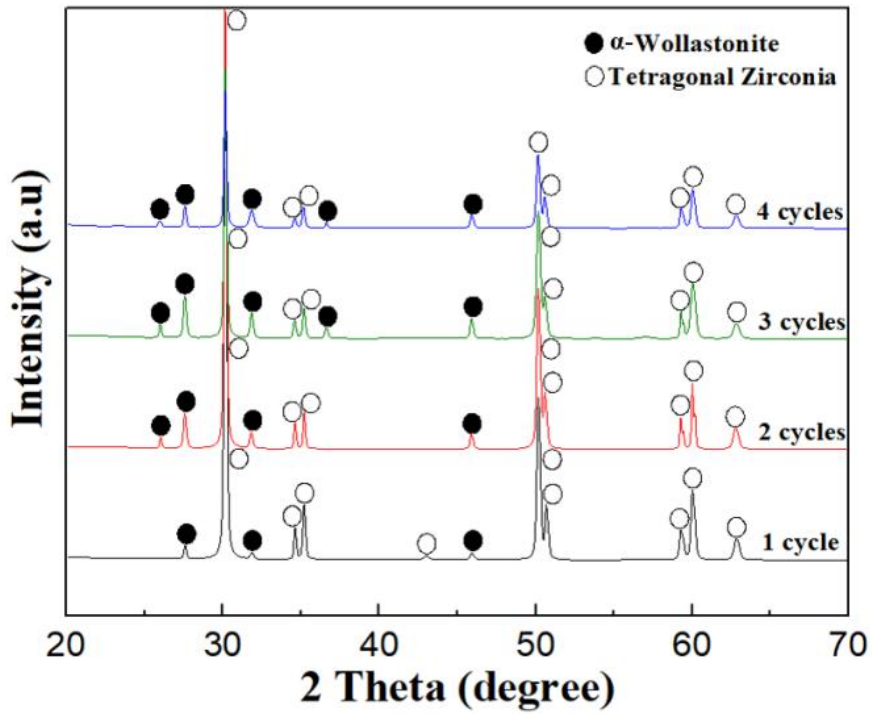 α-Wollastonite
Tetragonal Zirconia
Intensity (a.u)
4 cycles
3 cycles
2 cycles
1 cycle
20 30 40 50 60 70
2 Theta (degree)